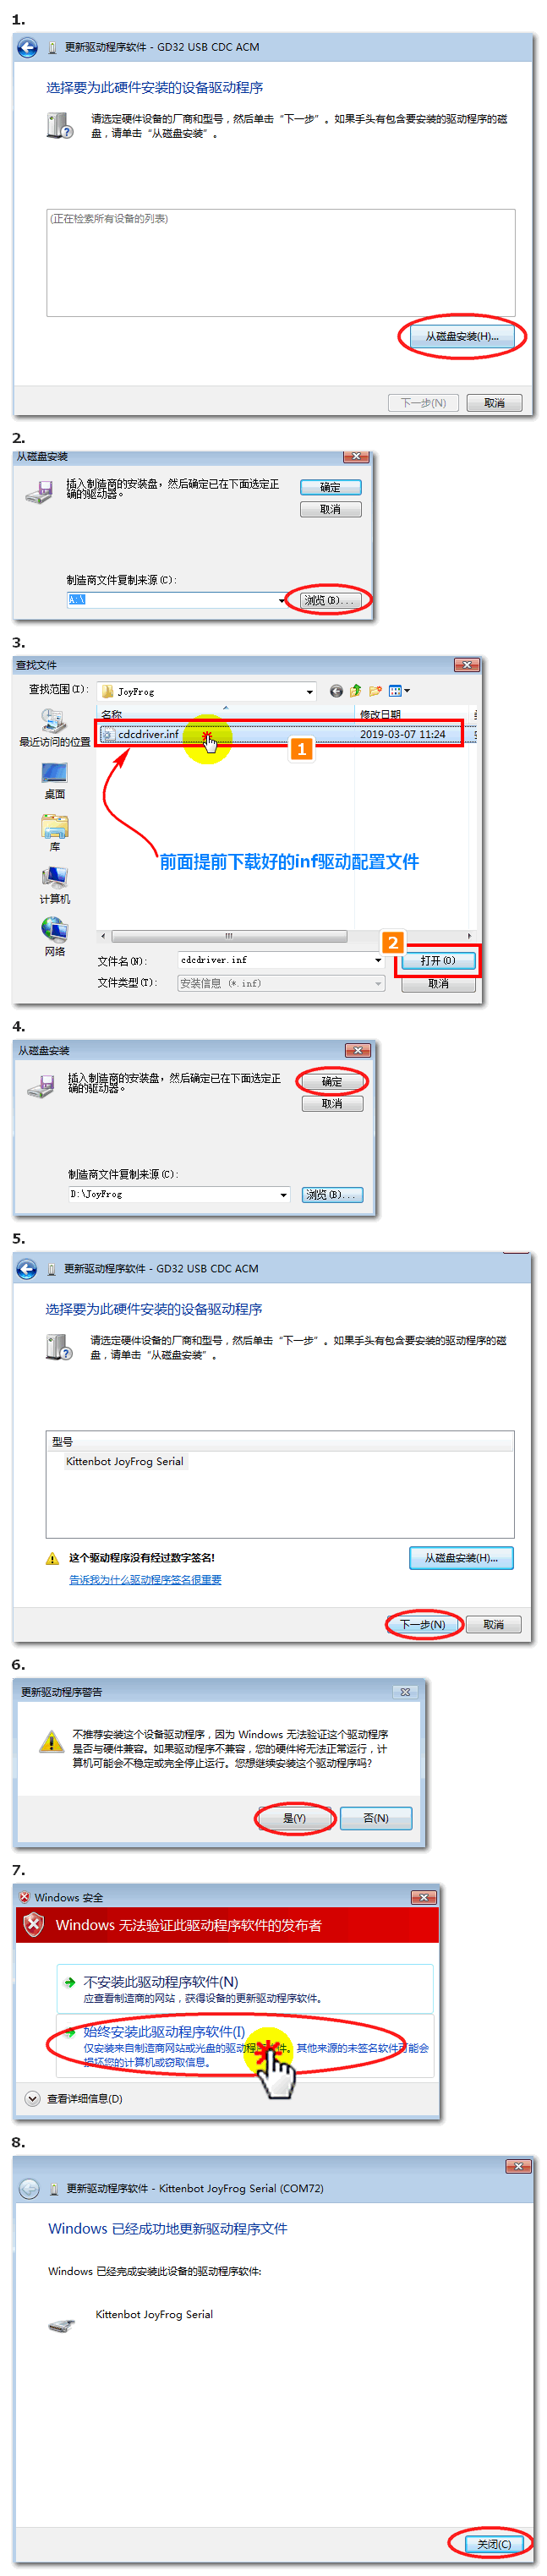 1.
更新驱动程序软件 - GD32 USB CDC ACM
选择要为此硬件安装的设备驱动程序
请选定硬件设备的厂商和型号，然后单击“下一步”。如果手头有包含要安装的驱动程序的磁
盘，请单击“从磁盘安装”。
(正在检索所有设备的列表)
从磁盘安装(H)...
下一步(N)
取消
2.
从磁盘安装
插入制造商的安装盘，然后确定已在下面选定正
确的驱动器。
确定
取消
制造商文件复制来源(C):
A:\
浏览(B)...
3.
查找文件
查找范围(I):
JoyFrog
名称
修改日期
最近访问的位置
cdcdriver.inf
2019-03-07 11:24
1
桌面
库
前面提前下载好的inf驱动配置文件
计算机
网络
2
文件名(N):
cdcdriver.inf
打开(O)
文件类型(T):
安装信息 (*.inf)
取消
4.
从磁盘安装
插入制造商的安装盘，然后确定已在下面选定正
确的驱动器。
确定
取消
制造商文件复制来源(C):
D:\JoyFrog
浏览(B)...
5.
更新驱动程序软件 - GD32 USB CDC ACM
选择要为此硬件安装的设备驱动程序
请选定硬件设备的厂商和型号，然后单击“下一步”。如果手头有包含要安装的驱动程序的磁
盘，请单击“从磁盘安装”。
型号
Kittenbot JoyFrog Serial
这个驱动程序没有经过数字签名!
从磁盘安装(H)...
告诉我为什么驱动程序签名很重要
下一步(N)
取消
6.
更新驱动程序警告
不推荐安装这个设备驱动程序，因为 Windows 无法验证这个驱动程序
是否与硬件兼容。如果驱动程序不兼容，您的硬件将无法正常运行，计
算机可能会不稳定或完全停止运行。您想继续安装这个驱动程序吗?
是(Y)
否(N)
7.
Windows 安全
Windows 无法验证此驱动程序软件的发布者
不安装此驱动程序软件(N)
应查看制造商的网站，获得设备的更新驱动程序软件。
始终安装此驱动程序软件(I)
仅安装来自制造商网站或光盘的驱动程 件。其他来源的未签名软件可能会
损坏您的计算机或窃取信息。
查看详细信息(D)
8.
更新驱动程序软件 - Kittenbot JoyFrog Serial (COM72)
Windows 已经成功地更新驱动程序文件
Windows 已经完成安装此设备的驱动程序软件:
Kittenbot JoyFrog Serial
关闭(C)